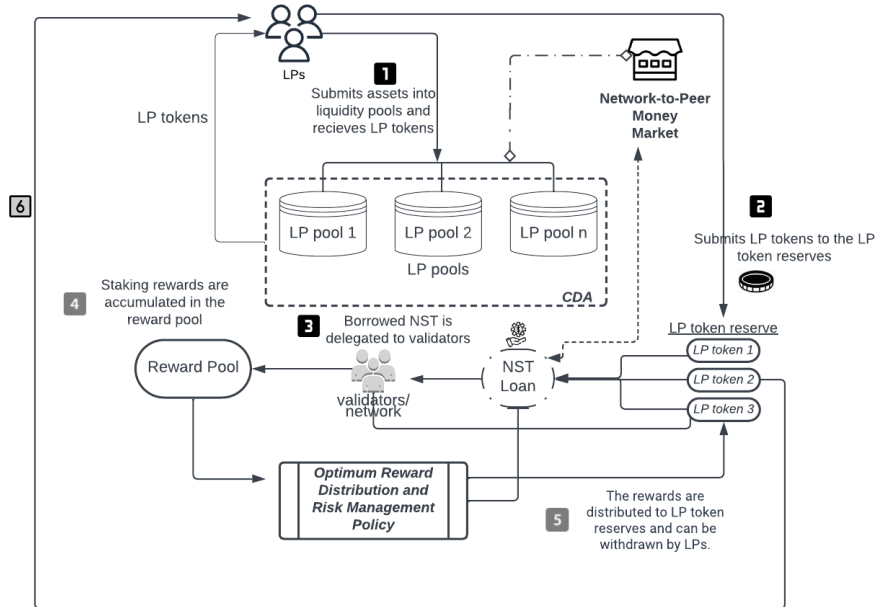 LPs
1
Submits assets into
liquidity pools and
recieves LP tokens
LP tokens
Network-to-Peer
Money
Market
6
2
Submits LP tokens to the LP
token reserves
LP pool 1
LP pool 2
LP pool n
LP pools
CDA
4
Staking rewards are
accumulated in the
reward pool
3
Borrowed NST is
delegated to validators
LP token reserve
LP token 1
LP token 2
LP token 3
NST
Loan
Reward Pool
validators/
network
Optimum Reward
Distribution and
Risk Management
Policy
5
The rewards are
distributed to LP token
reserves and can be
withdrawn by LPs.